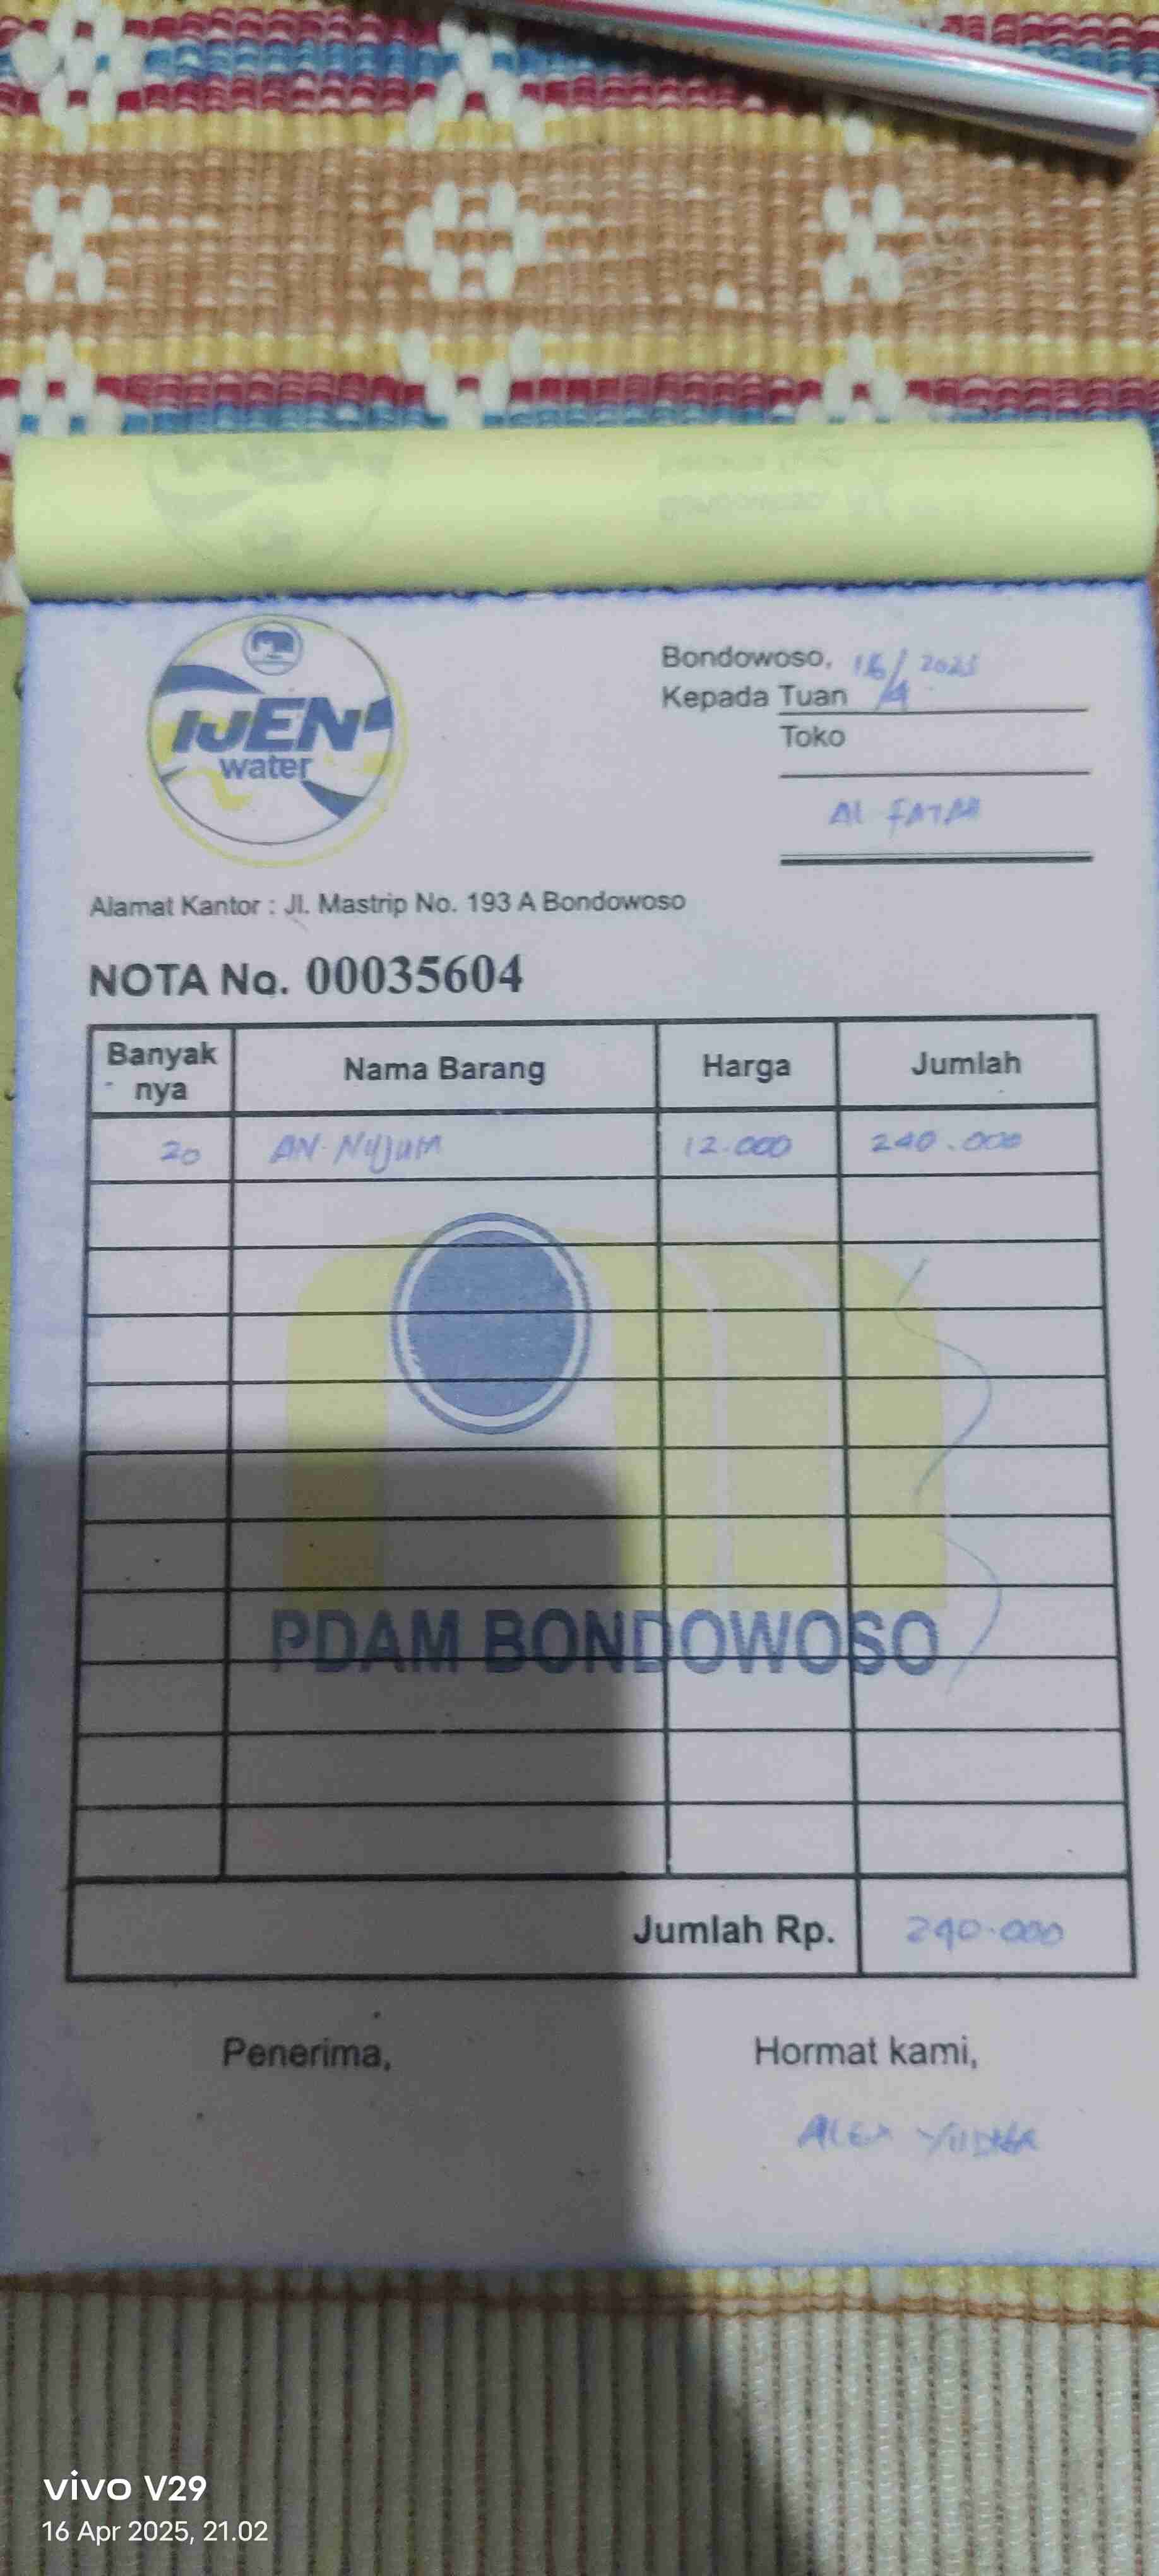 IJEN
water
Bondowoso, 16/4 2025
Kepada Tuan
Toko
AL FATAH
Alamat Kantor : Jl. Mastrip No. 193 A Bondowoso
NOTA No. 00035604
Banyak nya Nama Barang Harga Jumlah
20 AN-NUJUM 12.000 240.000
PDAM BONDOWOSO
Jumlah Rp. 240.000
Penerima, Hormat kami,
ALEX YUDHA
vivo V29
16 Apr 2025, 21.02